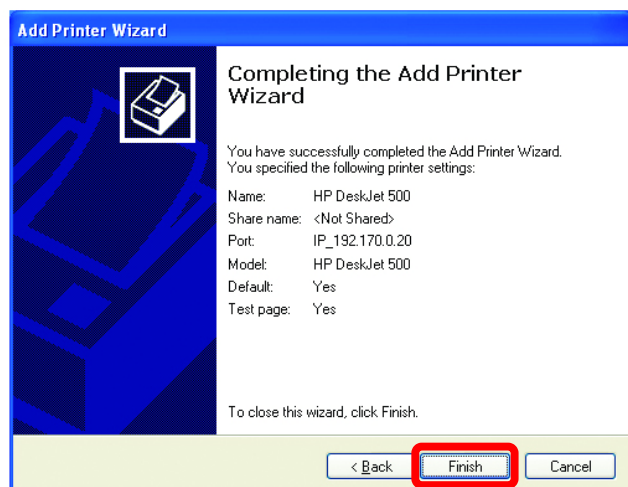 Add Printer Wizard
Completing the Add Printer
Wizard
You have successfully completed the Add Printer Wizard.
You specified the following printer settings:
Name: HP DeskJet 500
Share name: <Not Shared>
Port: IP_192.170.0.20
Model: HP DeskJet 500
Default: Yes
Test page: Yes
To close this wizard, click Finish.
< Back Finish Cancel